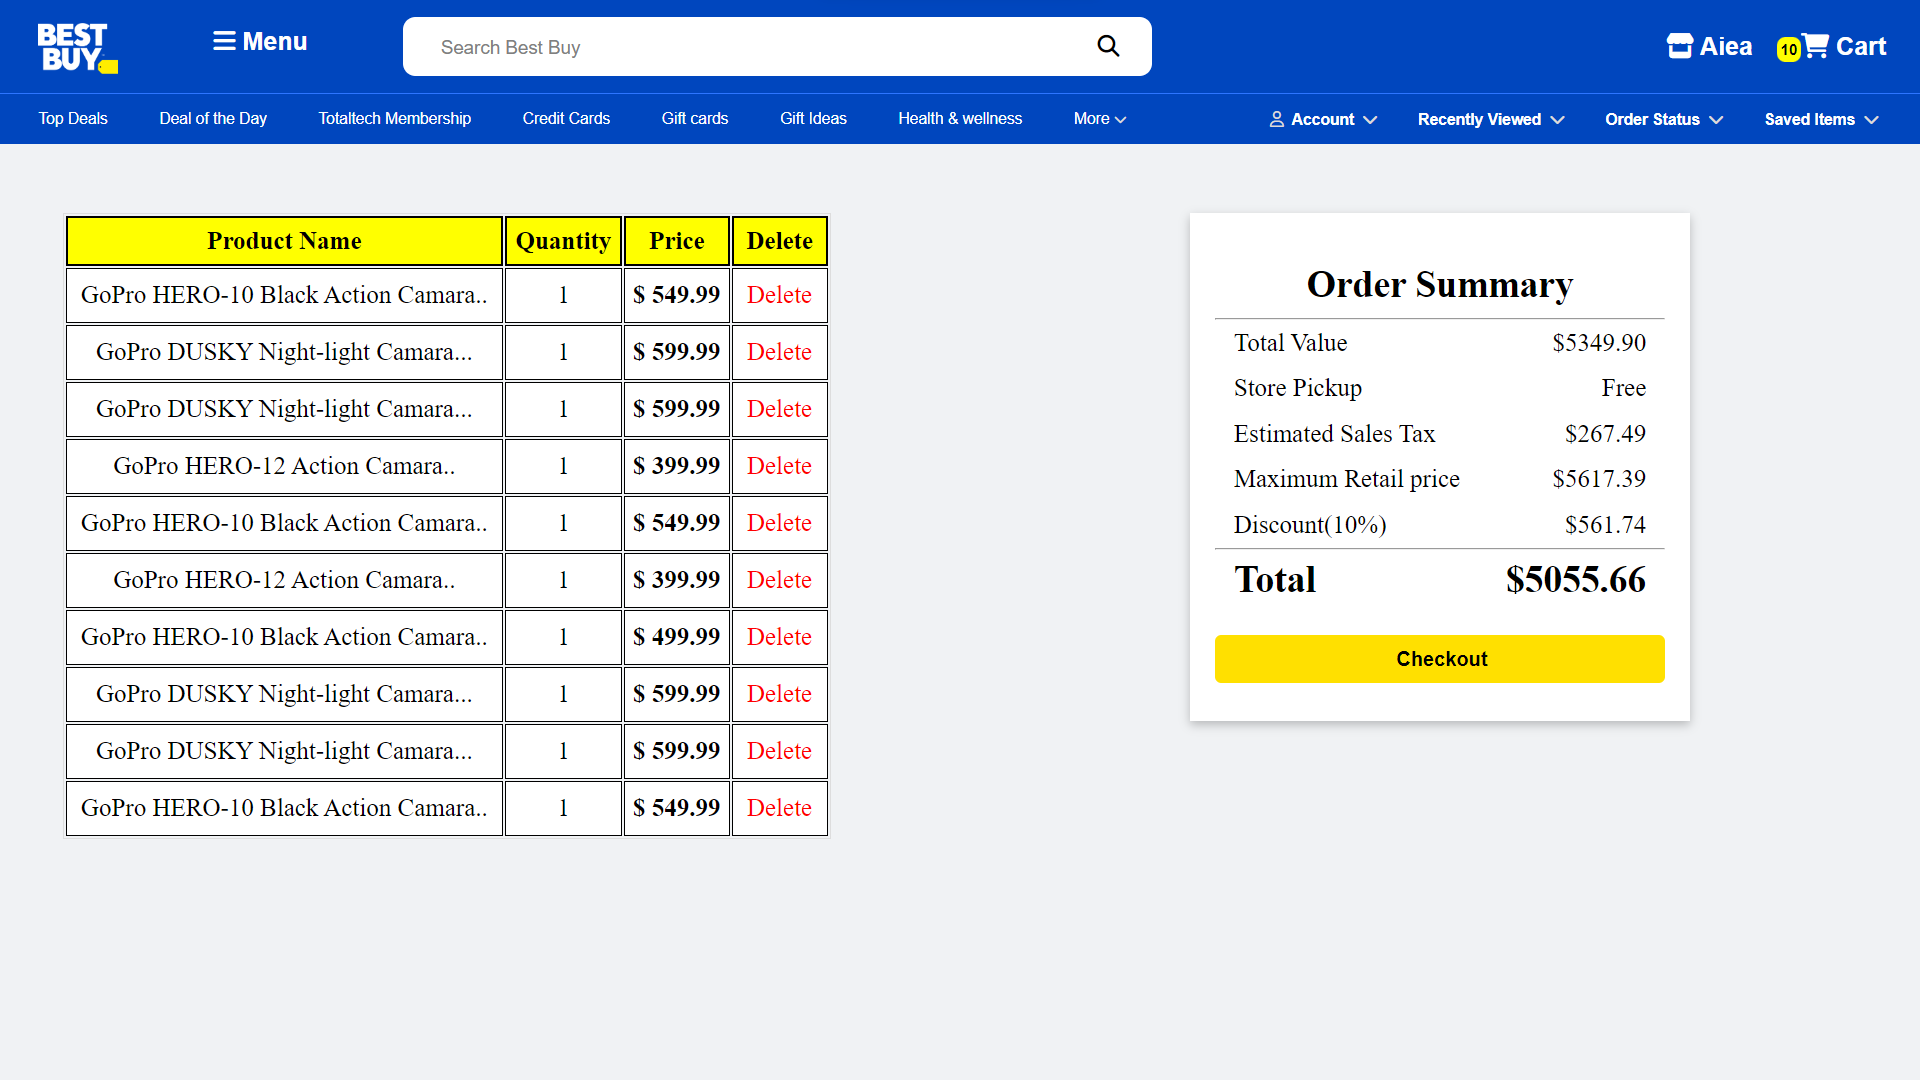 BEST
BUY
Menu
Search Best Buy
Aiea
10
Cart
Top Deals
Deal of the Day
Totaltech Membership
Credit Cards
Gift cards
Gift Ideas
Health & wellness
More
Account
Recently Viewed
Order Status
Saved Items
Product Name Quantity Price Delete
GoPro HERO-10 Black Action Camara.. 1 $ 549.99 Delete
GoPro DUSKY Night-light Camara... 1 $ 599.99 Delete
GoPro DUSKY Night-light Camara... 1 $ 599.99 Delete
GoPro HERO-12 Action Camara.. 1 $ 399.99 Delete
GoPro HERO-10 Black Action Camara.. 1 $ 549.99 Delete
GoPro HERO-12 Action Camara.. 1 $ 399.99 Delete
GoPro HERO-10 Black Action Camara.. 1 $ 499.99 Delete
GoPro DUSKY Night-light Camara... 1 $ 599.99 Delete
GoPro DUSKY Night-light Camara... 1 $ 599.99 Delete
GoPro HERO-10 Black Action Camara.. 1 $ 549.99 Delete
Order Summary
Total Value $5349.90
Store Pickup Free
Estimated Sales Tax $267.49
Maximum Retail price $5617.39
Discount(10%) $561.74
Total $5055.66
Checkout